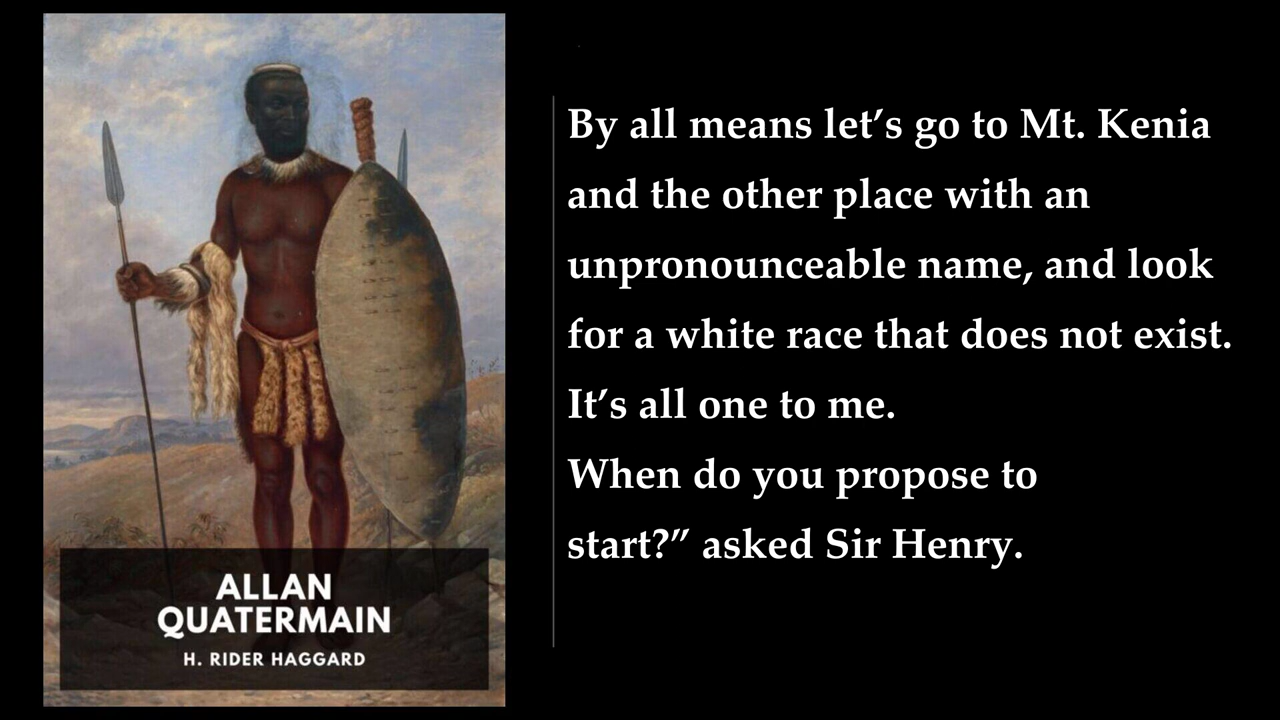 ALLAN
QUATERMAIN
H. RIDER HAGGARD
By all means let’s go to Mt. Kenia
and the other place with an
unpronounceable name, and look
for a white race that does not exist.
It’s all one to me.
When do you propose to
start?” asked Sir Henry.